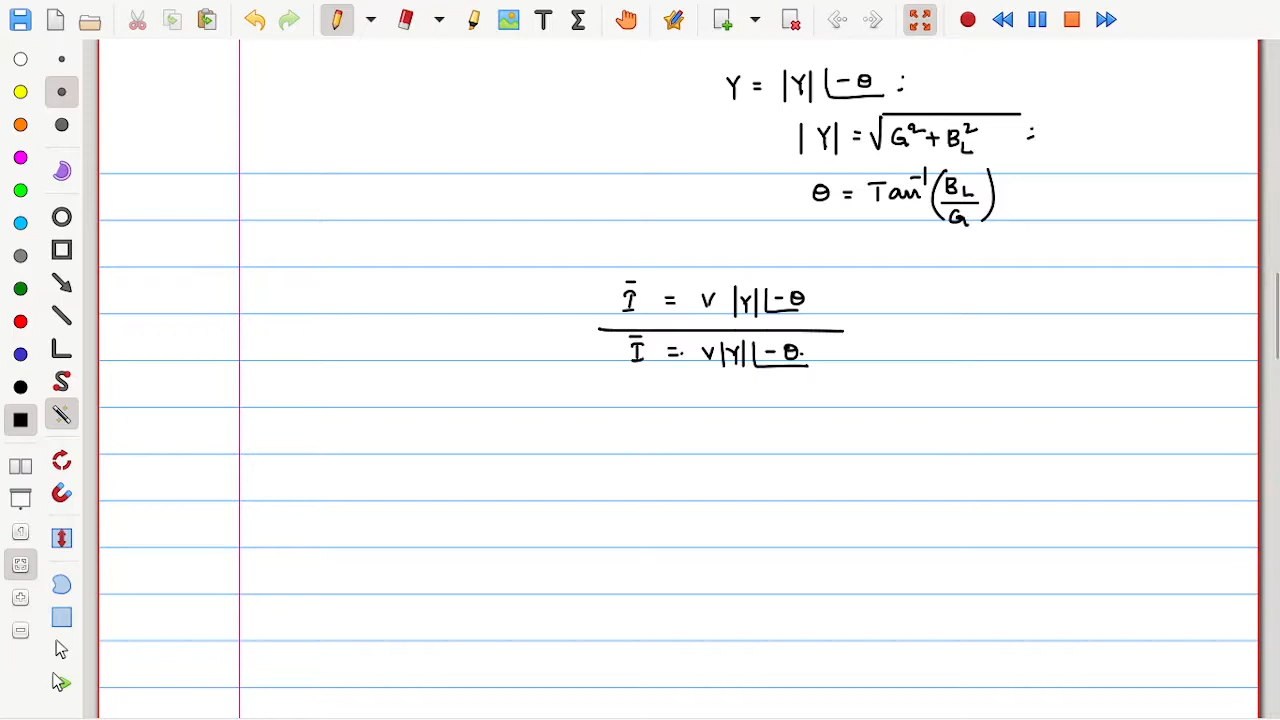 Y = |Y| ∠-θ :
|Y| = √(G² + B_L²) :
θ = Tan⁻¹(B_L/G)
Ī = V |Y| ∠-θ
Ī = V|Y| ∠-θ.